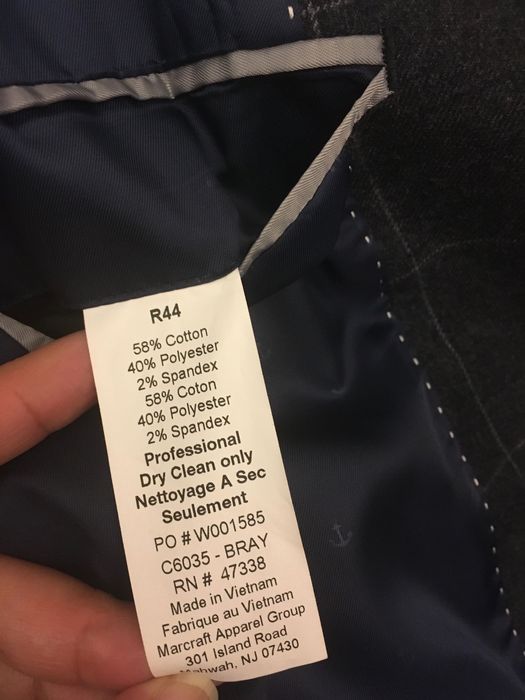 R44
58% Cotton
40% Polyester
2% Spandex
58% Coton
40% Polyester
2% Spandex
Professional
Dry Clean only
Nettoyage A Sec
Seulement
PO # W001585
C6035 - BRAY
RN # 47338
Made in Vietnam
Fabrique au Vietnam
Marcraft Apparel Group
301 Island Road
Mahwah, NJ 07430